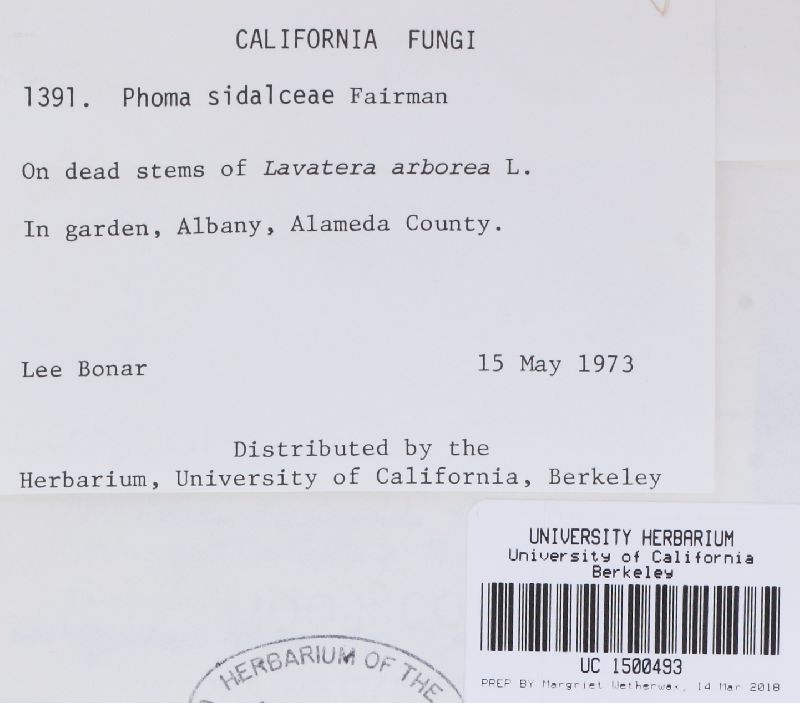 CALIFORNIA FUNGI
1391. Phoma sidalceae Fairman
On dead stems of Lavatera arborea L.
In garden, Albany, Alameda County.
Lee Bonar 15 May 1973
Distributed by the
Herbarium, University of California, Berkeley
UNIVERSITY HERBARIUM
University of California
Berkeley
UC 1500493
PREP BY Margriet Wetherwax, 14 Mar 2018
HERBARIUM OF THE